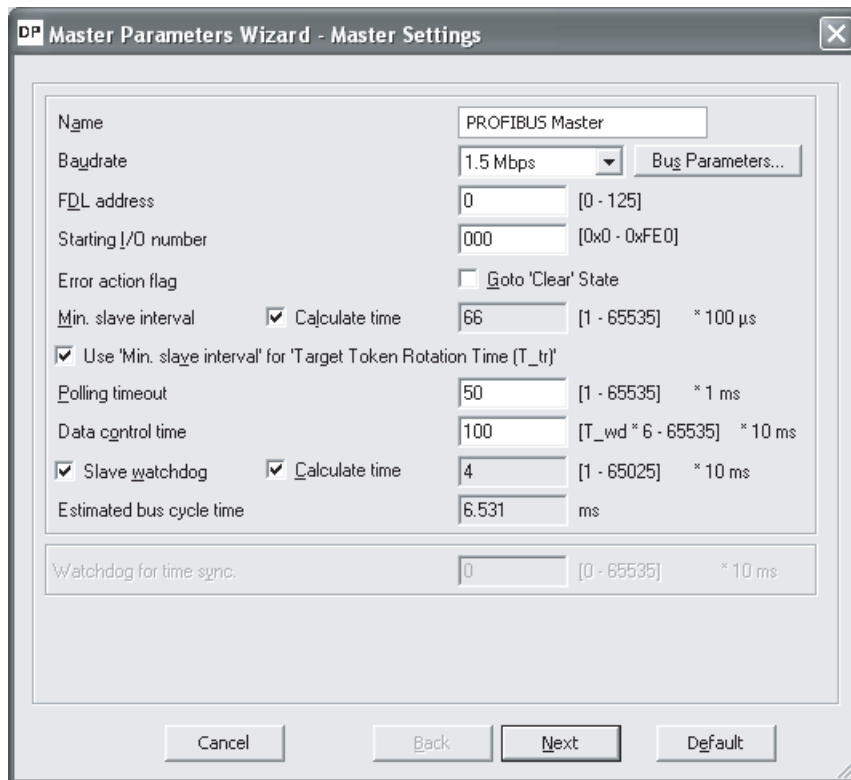 DP Master Parameters Wizard - Master Settings
Name PROFIBUS Master
Baudrate 1.5 Mbps Bus Parameters...
FDL address 0 [0 - 125]
Starting I/O number 000 [0x0 - 0xFE0]
Error action flag Goto 'Clear' State
Min. slave interval Calculate time 66 [1 - 65535] * 100 µs
Use 'Min. slave interval' for 'Target Token Rotation Time (T_tr)'
Polling timeout 50 [1 - 65535] * 1 ms
Data control time 100 [T_wd * 6 - 65535] * 10 ms
Slave watchdog Calculate time 4 [1 - 65025] * 10 ms
Estimated bus cycle time 6.531 ms
Watchdog for time sync. 0 [0 - 65535] * 10 ms
Cancel Back Next Default